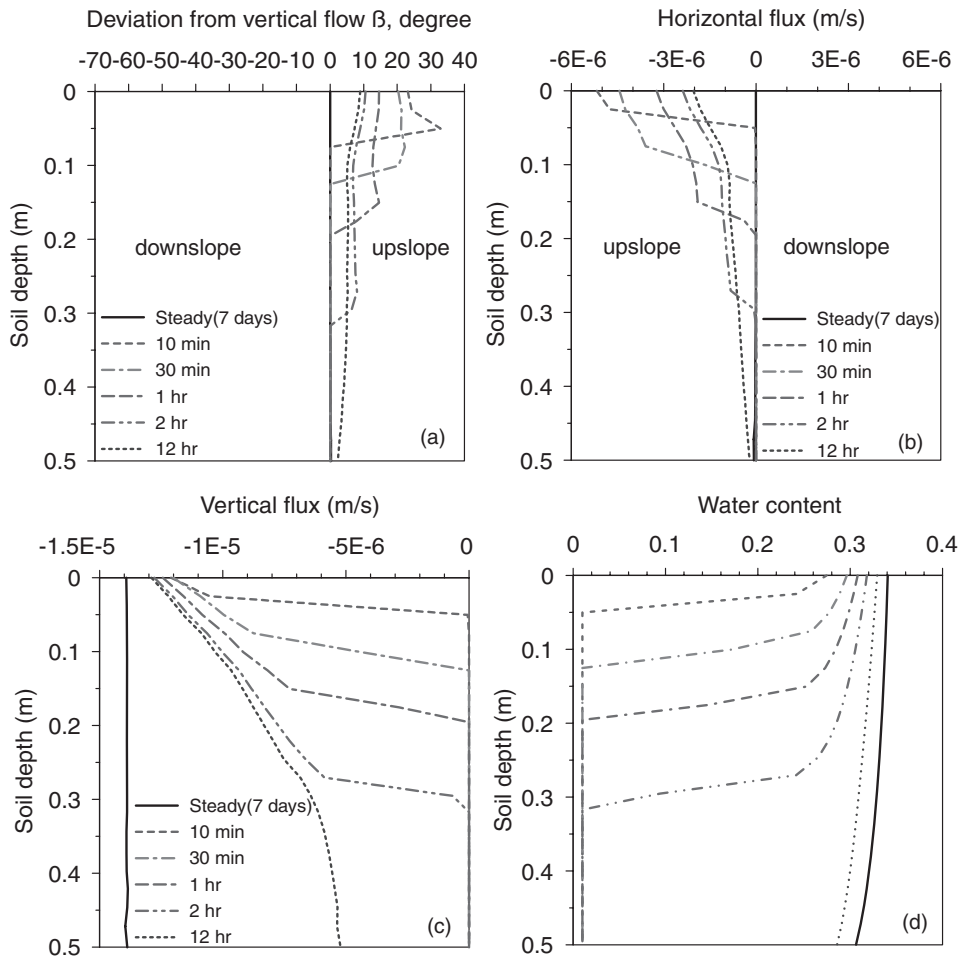 Deviation from vertical flow ß, degree
-70-60-50-40-30-20-10 0 10 20 30 40
0
0.1
0.2
0.3
0.4
0.5
Soil depth (m)
downslope
upslope
Steady(7 days)
10 min
30 min
1 hr
2 hr
12 hr
(a)
Horizontal flux (m/s)
-6E-6 -3E-6 0 3E-6 6E-6
0
0.1
0.2
0.3
0.4
0.5
Soil depth (m)
upslope
downslope
Steady(7 days)
10 min
30 min
1 hr
2 hr
12 hr
(b)
Vertical flux (m/s)
-1.5E-5 -1E-5 -5E-6 0
0
0.1
0.2
0.3
0.4
0.5
Soil depth (m)
Steady(7 days)
10 min
30 min
1 hr
2 hr
12 hr
(c)
Water content
0 0.1 0.2 0.3 0.4
0
0.1
0.2
0.3
0.4
0.5
Soil depth (m)
(d)